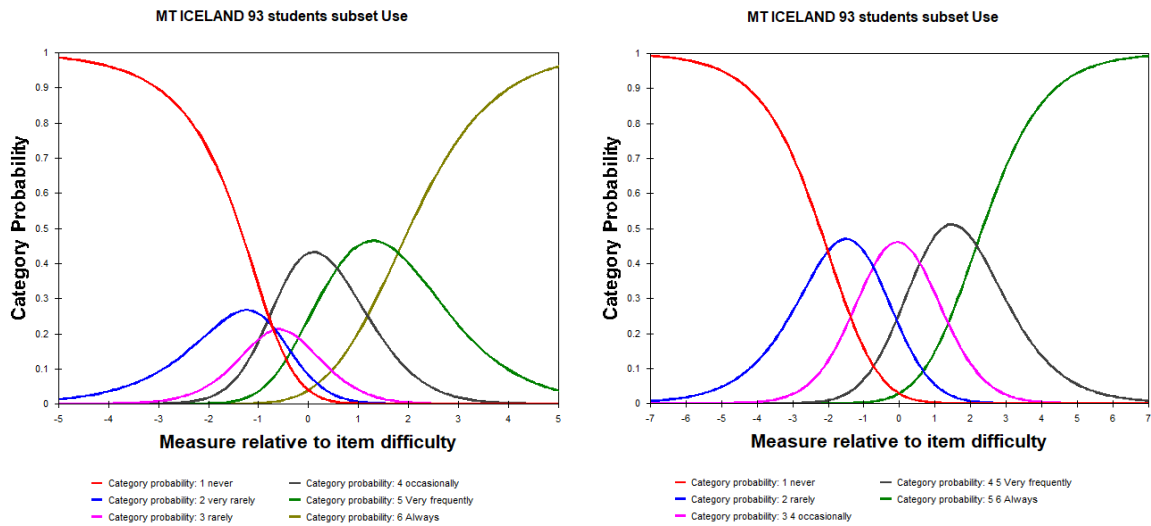 MT ICELAND 93 students subset Use
1
0.9
0.8
0.7
0.6
0.5
0.4
0.3
0.2
0.1
0
Category Probability
-5 -4 -3 -2 -1 0 1 2 3 4 5
Measure relative to item difficulty
Category probability: 1 never
Category probability: 2 very rarely
Category probability: 3 rarely
Category probability: 4 occasionally
Category probability: 5 Very frequently
Category probability: 6 Always
MT ICELAND 93 students subset Use
1
0.9
0.8
0.7
0.6
0.5
0.4
0.3
0.2
0.1
0
Category Probability
-7 -6 -5 -4 -3 -2 -1 0 1 2 3 4 5 6 7
Measure relative to item difficulty
Category probability: 1 never
Category probability: 2 rarely
Category probability: 3 4 occasionally
Category probability: 4 5 Very frequently
Category probability: 5 6 Always